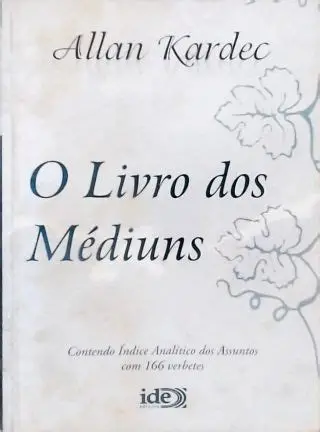 Allan Kardec
O Livro dos
Médiuns
Contendo Índice Analítico dos Assuntos
com 166 verbetes
ide